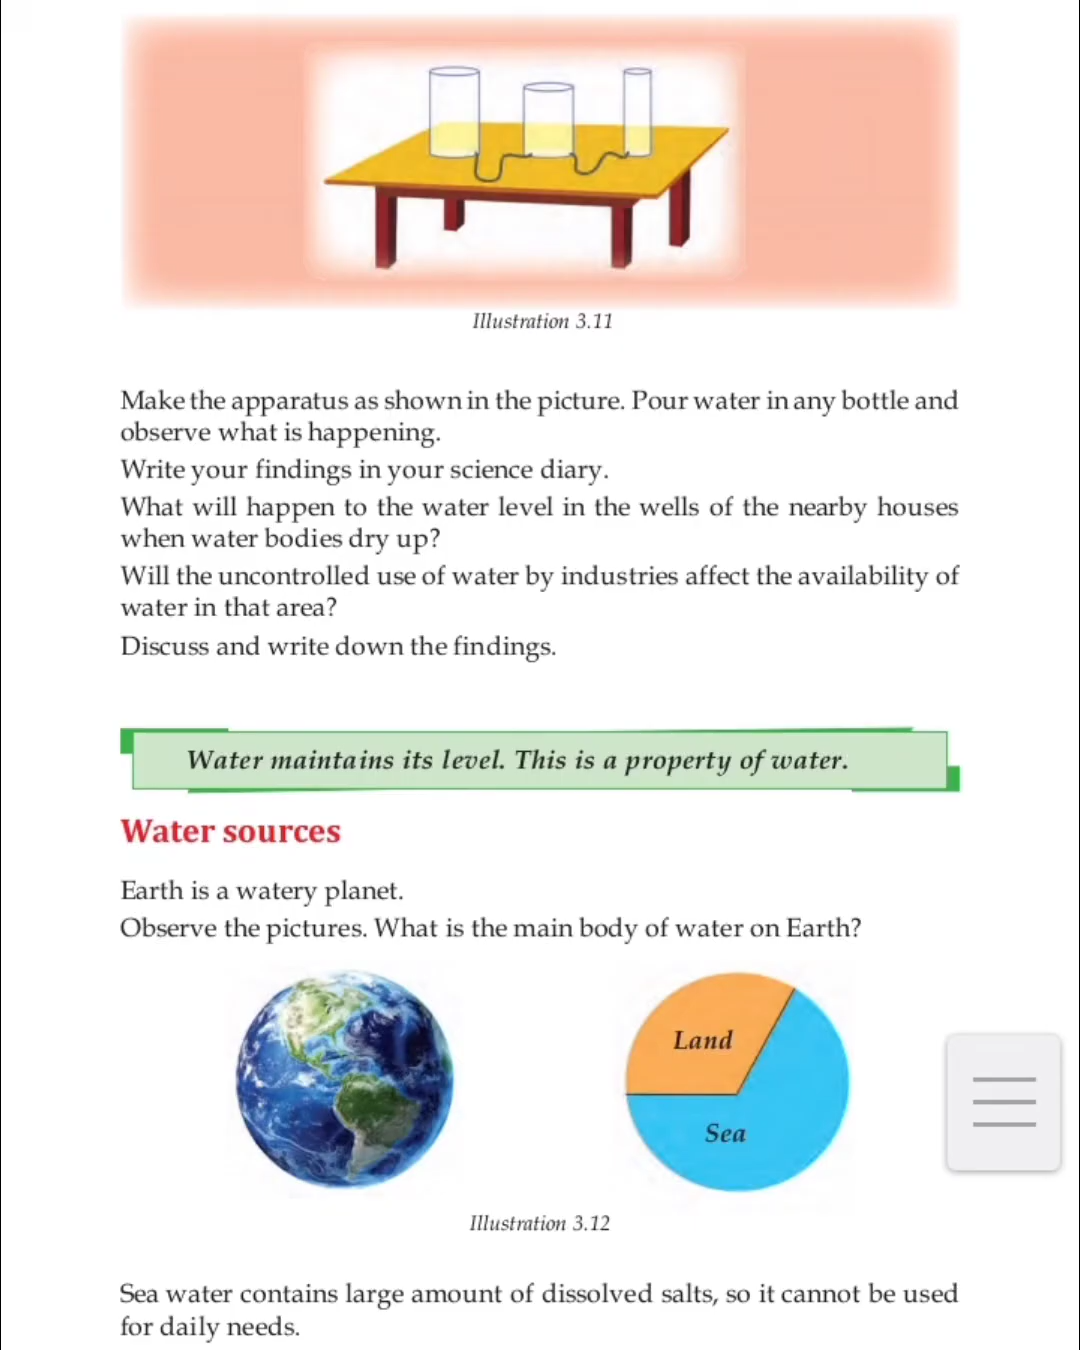 Illustration 3.11
Make the apparatus as shown in the picture. Pour water in any bottle and
observe what is happening.
Write your findings in your science diary.
What will happen to the water level in the wells of the nearby houses
when water bodies dry up?
Will the uncontrolled use of water by industries affect the availability of
water in that area?
Discuss and write down the findings.
Water maintains its level. This is a property of water.
Water sources
Earth is a watery planet.
Observe the pictures. What is the main body of water on Earth?
Land
Sea
Illustration 3.12
Sea water contains large amount of dissolved salts, so it cannot be used
for daily needs.